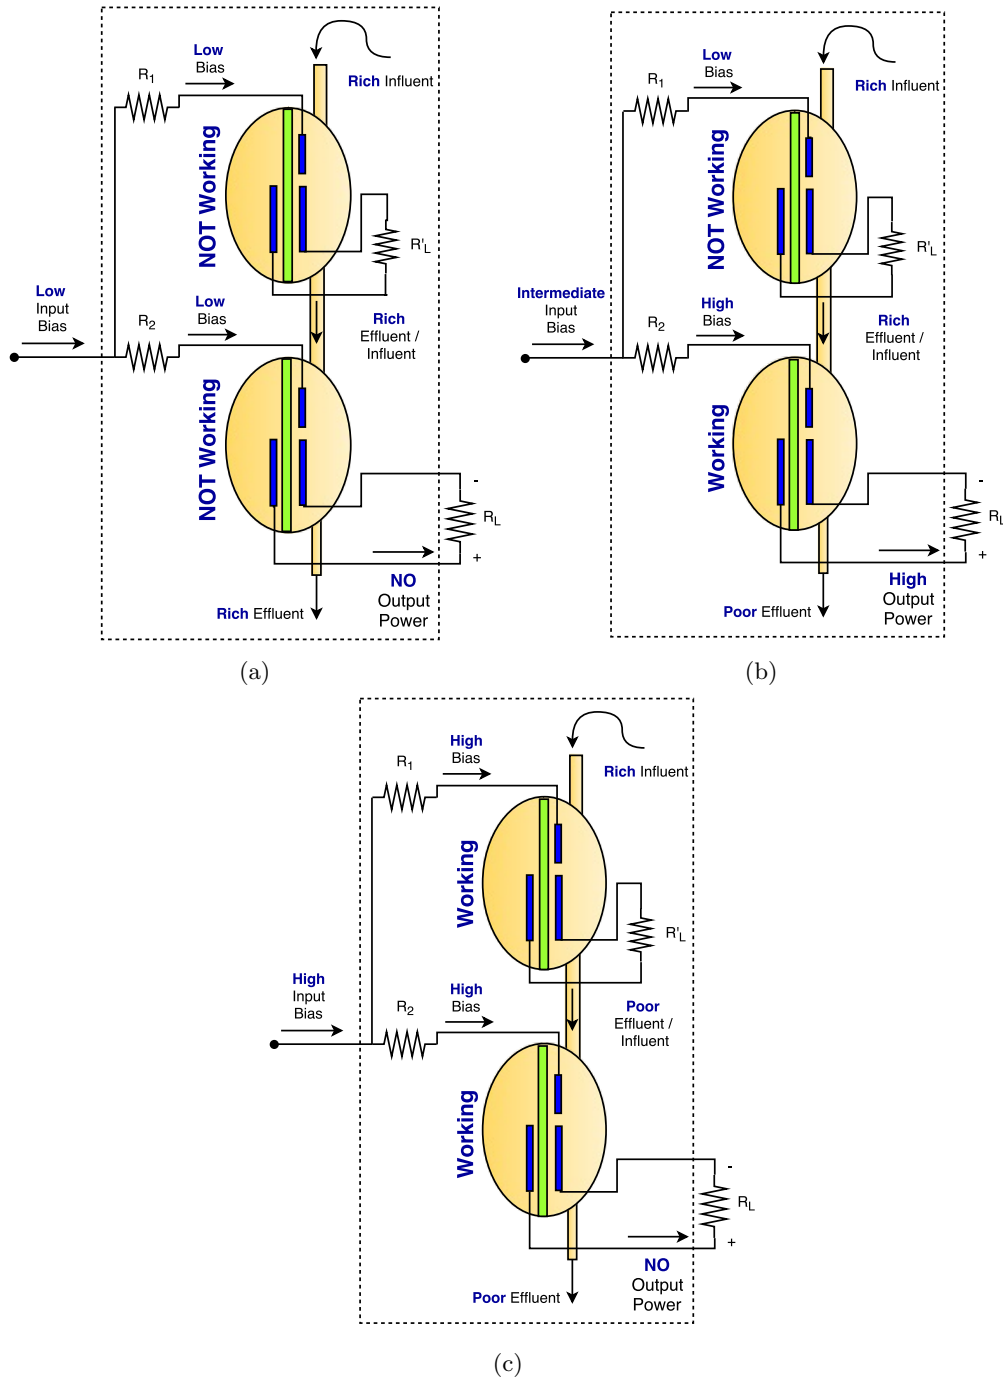 Low
Bias
R1
Rich Influent
NOT Working
R'L
Low
Input
Bias
Low
Bias
R2
Rich
Effluent /
Influent
NOT Working
-
RL
+
NO
Output
Power
Rich Effluent
(a)
Low
Bias
R1
Rich Influent
NOT Working
R'L
Intermediate
Input
Bias
High
Bias
R2
Rich
Effluent /
Influent
Working
-
RL
+
High
Output
Power
Poor Effluent
(b)
High
Bias
R1
Rich Influent
Working
R'L
High
Input
Bias
High
Bias
R2
Poor
Effluent /
Influent
Working
-
RL
+
NO
Output
Power
Poor Effluent
(c)